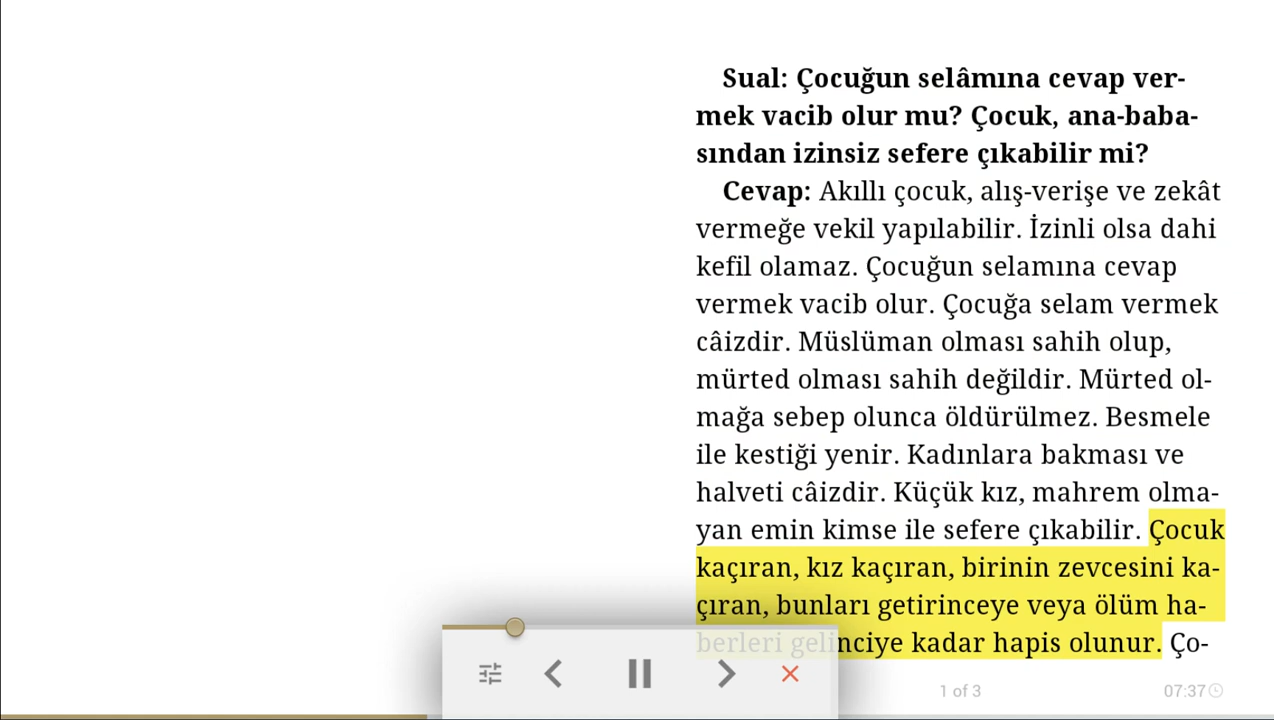 Sual: Çocuğun selâmına cevap ver-
mek vacib olur mu? Çocuk, ana-baba-
sından izinsiz sefere çıkabilir mi?
Cevap: Akıllı çocuk, alış-verişe ve zekât
vermeğe vekil yapılabilir. İzinli olsa dahi
kefil olamaz. Çocuğun selamına cevap
vermek vacib olur. Çocuğa selam vermek
câizdir. Müslüman olması sahih olup,
mürted olması sahih değildir. Mürted ol-
mağa sebep olunca öldürülmez. Besmele
ile kestiği yenir. Kadınlara bakması ve
halveti câizdir. Küçük kız, mahrem olma-
yan emin kimse ile sefere çıkabilir. Çocuk
kaçıran, kız kaçıran, birinin zevcesini ka-
çıran, bunları getirinceye veya ölüm ha-
berleri gelinciye kadar hapis olunur. Ço-
1 of 3
07:37